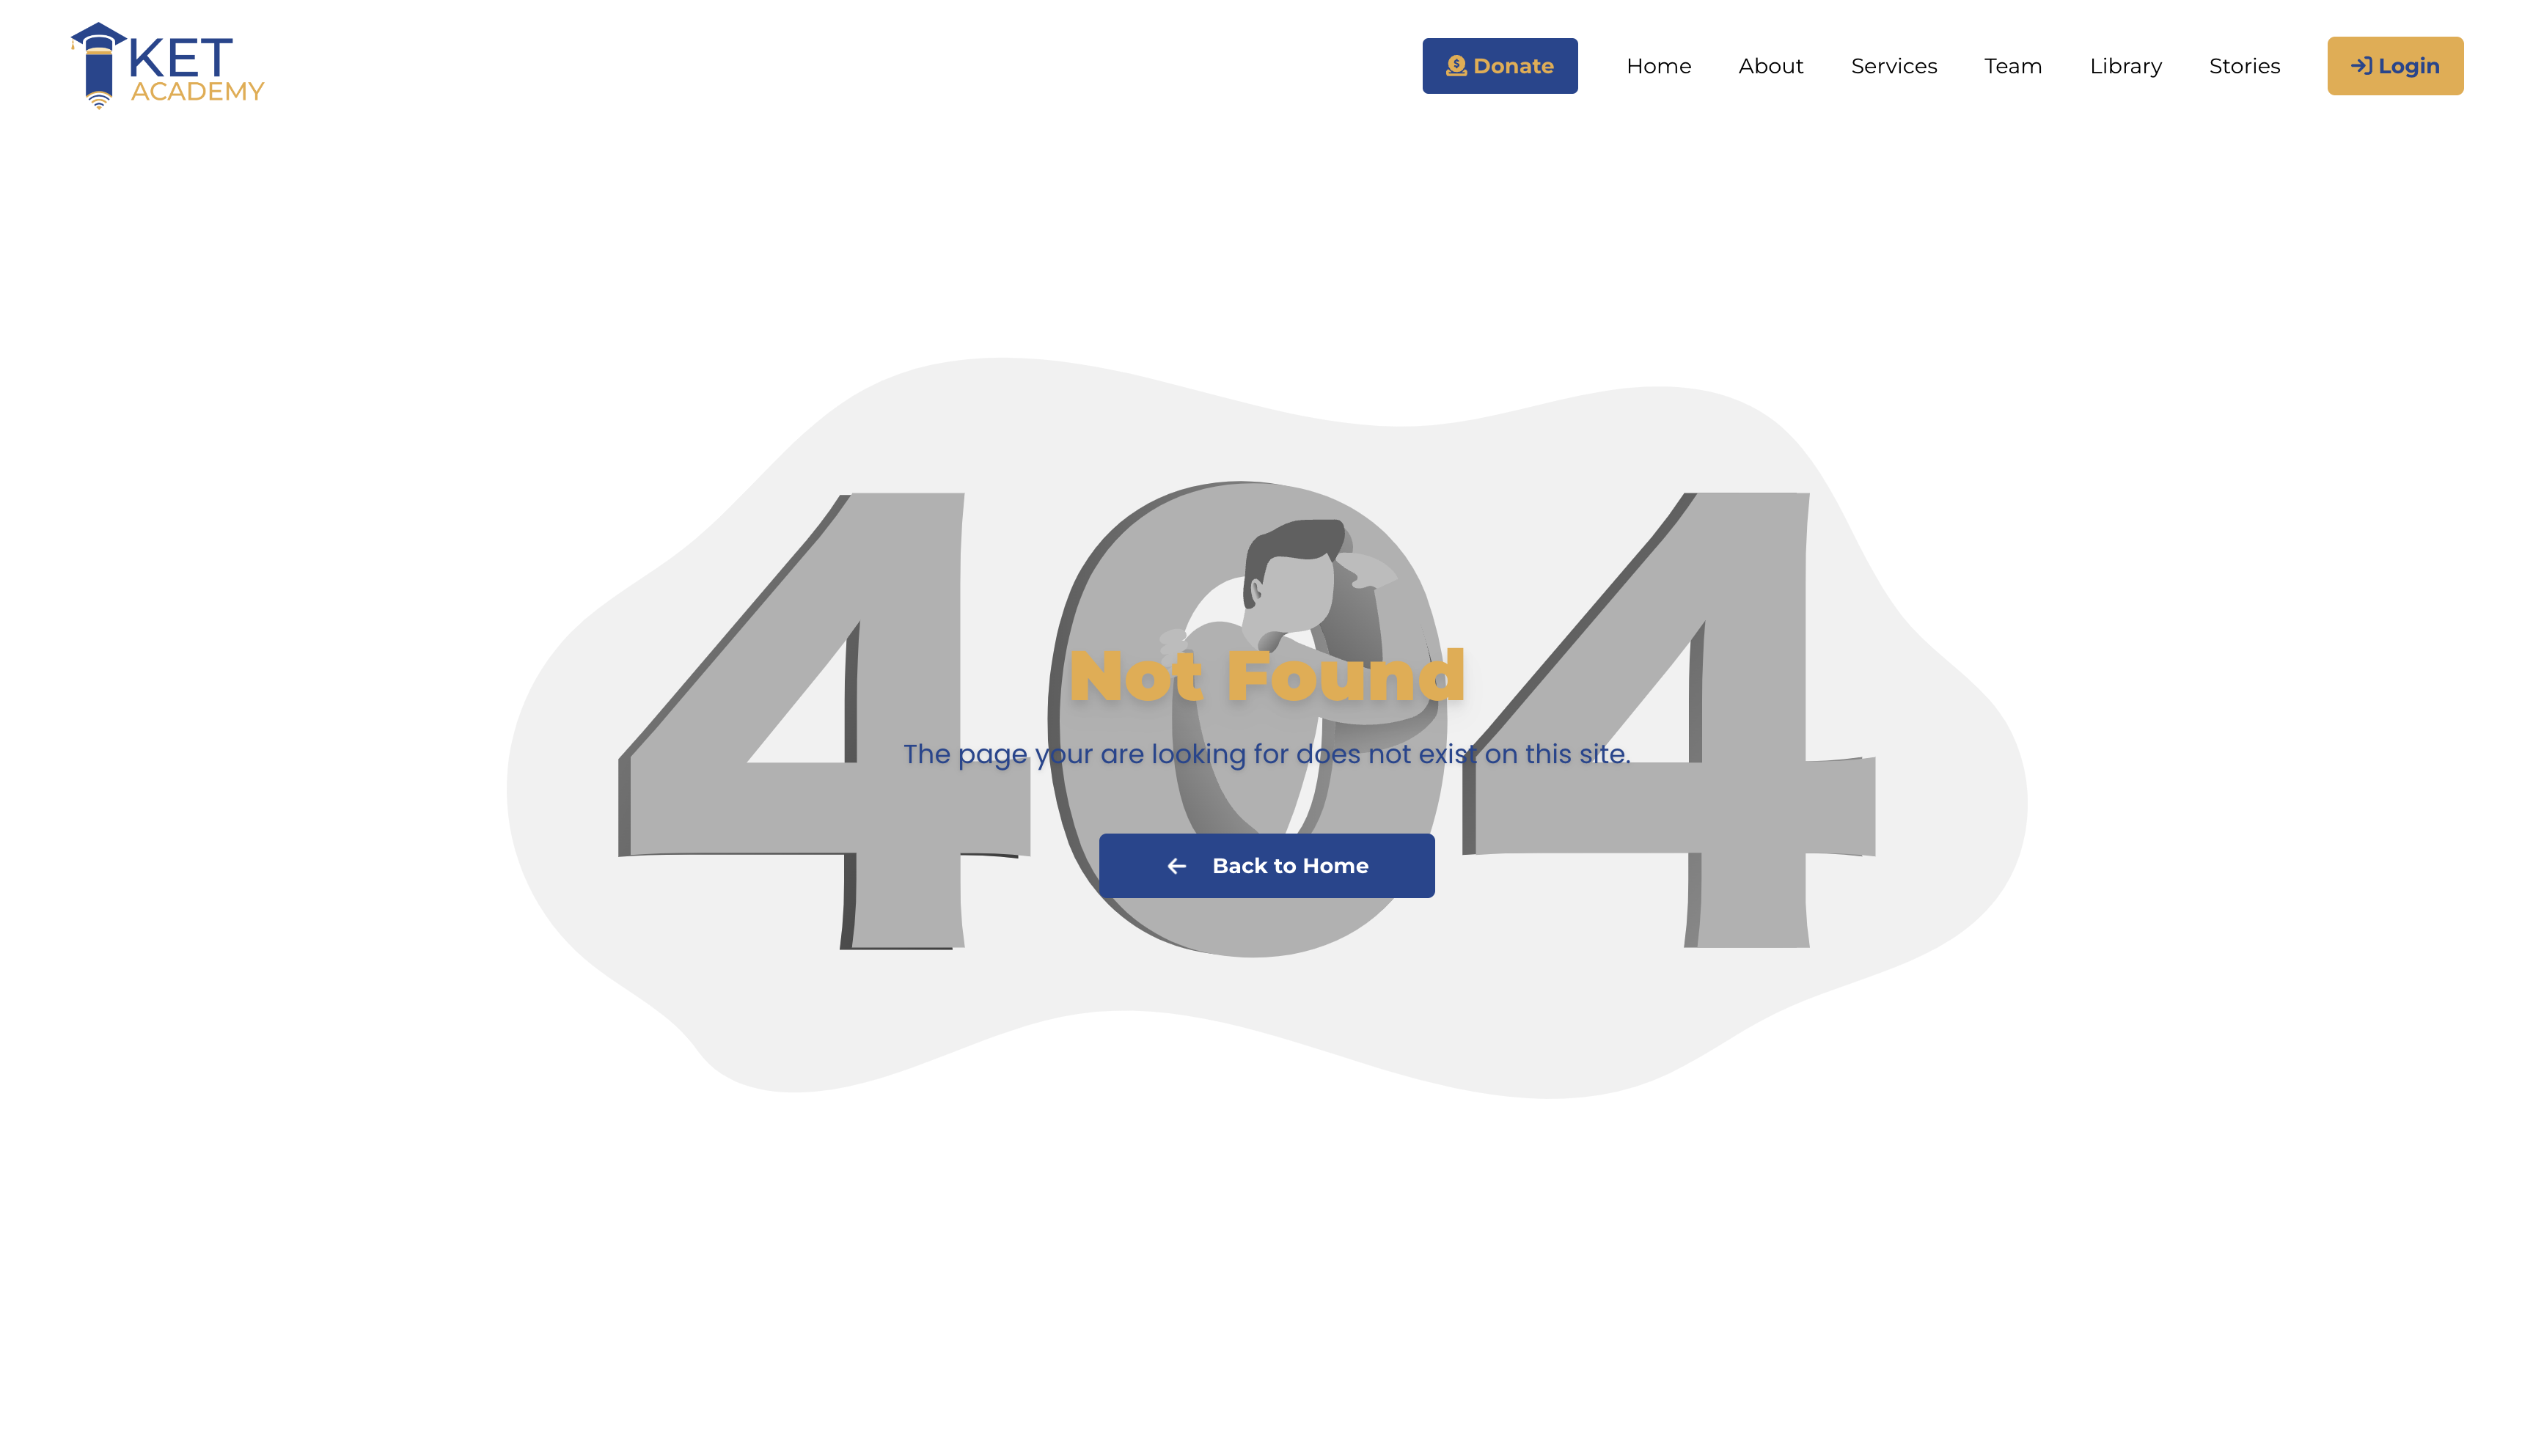 KET
ACADEMY
Donate
Home
About
Services
Team
Library
Stories
Login
404
Not Found
The page your are looking for does not exist on this site.
Back to Home